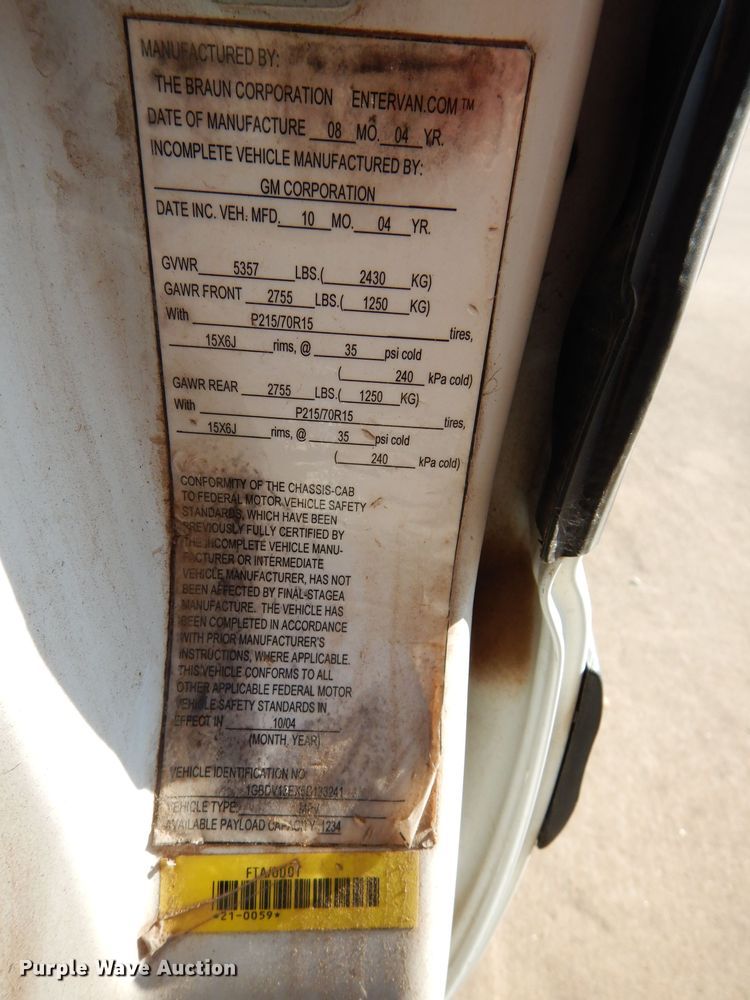 MANUFACTURED BY:
THE BRAUN CORPORATION ENTERVAN.COM™
DATE OF MANUFACTURE 08 MO. 04 YR.
INCOMPLETE VEHICLE MANUFACTURED BY:
GM CORPORATION
DATE INC. VEH. MFD. 10 MO. 04 YR.
GVWR 5357 LBS.( 2430 KG)
GAWR FRONT 2755 LBS.( 1250 KG)
With P215/70R15 tires,
15X6J rims, @ 35 psi cold
( 240 kPa cold)
GAWR REAR 2755 LBS.( 1250 KG)
With P215/70R15 tires,
15X6J rims, @ 35 psi cold
( 240 kPa cold)
CONFORMITY OF THE CHASSIS-CAB
TO FEDERAL MOTOR VEHICLE SAFETY
STANDARDS, WHICH HAVE BEEN
PREVIOUSLY FULLY CERTIFIED BY
THE INCOMPLETE VEHICLE MANU-
FACTURER OR INTERMEDIATE
VEHICLE MANUFACTURER, HAS NOT
BEEN AFFECTED BY FINAL-STAGEA
MANUFACTURE. THE VEHICLE HAS
BEEN COMPLETED IN ACCORDANCE
WITH PRIOR MANUFACTURER'S
INSTRUCTIONS, WHERE APPLICABLE.
THIS VEHICLE CONFORMS TO ALL
OTHER APPLICABLE FEDERAL MOTOR
VEHICLE SAFETY STANDARDS IN
EFFECT IN 10/04
(MONTH, YEAR)
VEHICLE IDENTIFICATION NO.
VEHICLE TYPE: MPV
AVAILABLE PAYLOAD CAPACITY 1234
*21-0059*
Purple Wave Auction